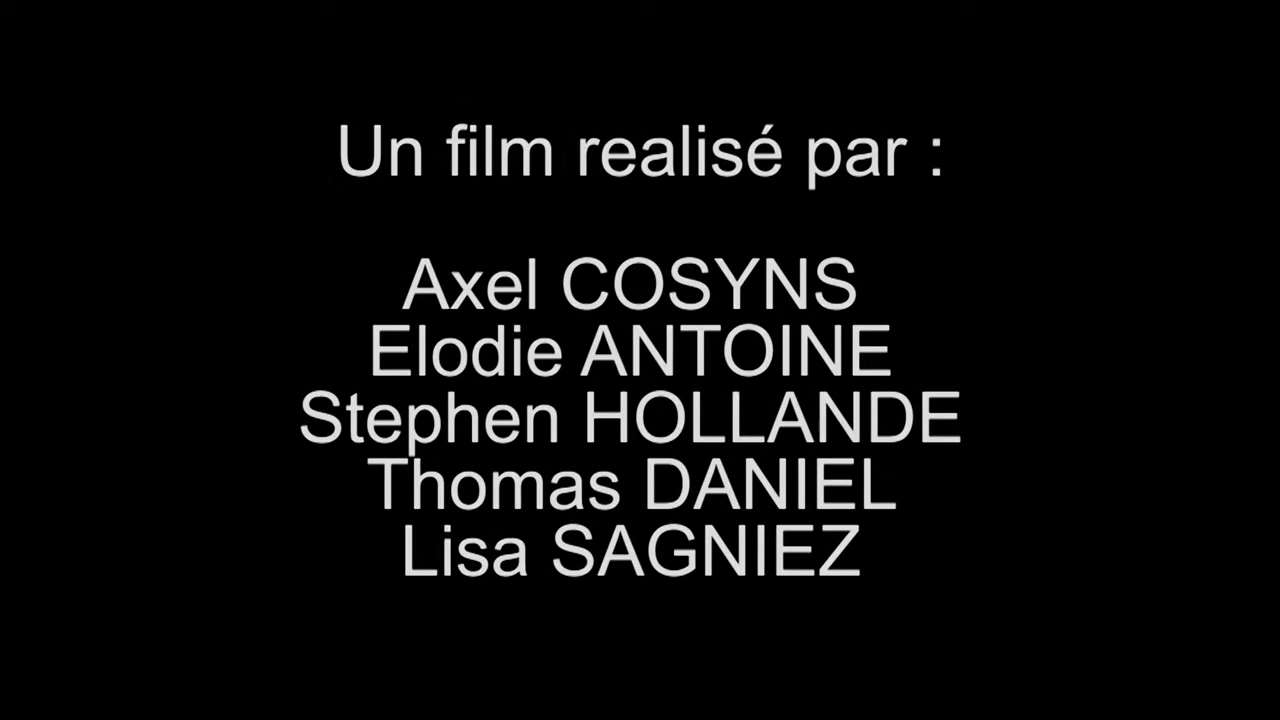 Un film realisé par :
Axel COSYNS
Elodie ANTOINE
Stephen HOLLANDE
Thomas DANIEL
Lisa SAGNIEZ